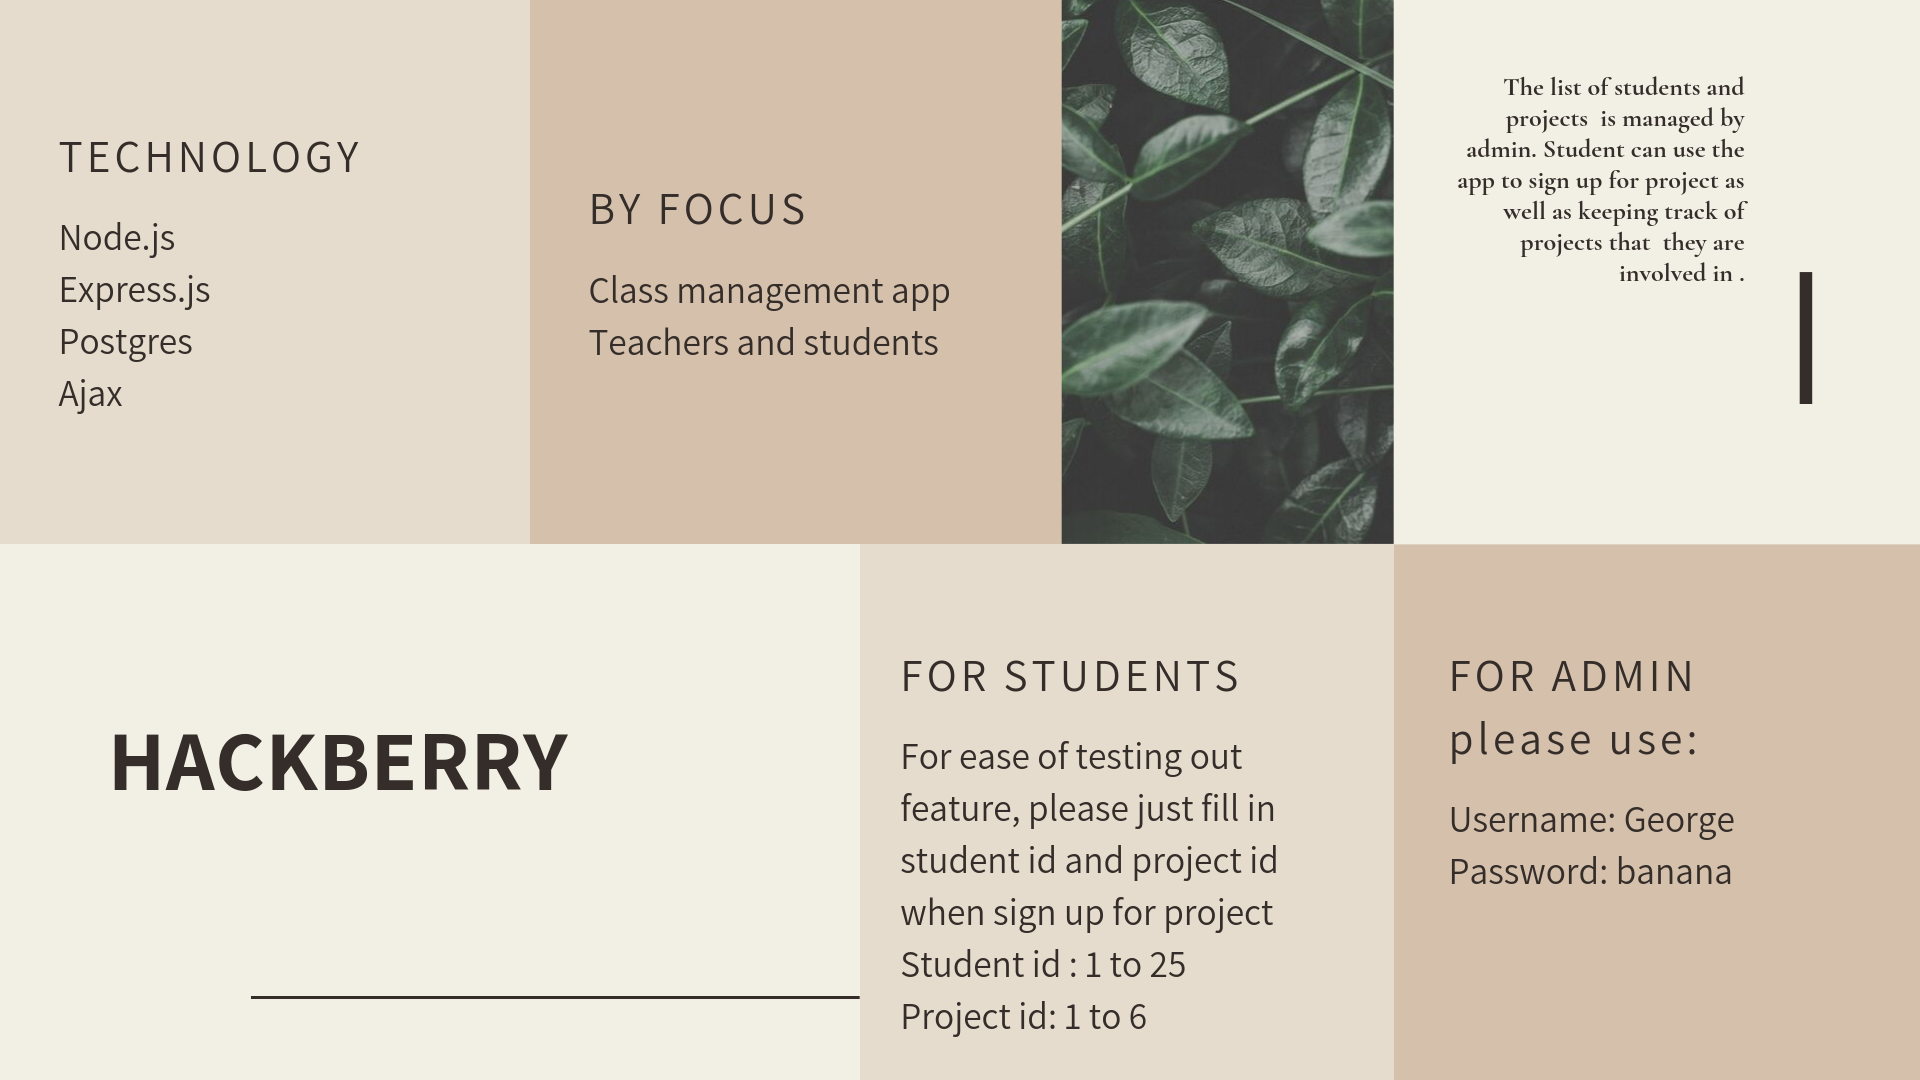 TECHNOLOGY
Node.js
Express.js
Postgres
Ajax
BY FOCUS
Class management app
Teachers and students
The list of students and
projects  is managed by
admin. Student can use the
app to sign up for project as
well as keeping track of
projects that  they are
involved in .
HACKBERRY
FOR STUDENTS
For ease of testing out
feature, please just fill in
student id and project id
when sign up for project
Student id : 1 to 25
Project id: 1 to 6
FOR ADMIN
please use:
Username: George
Password: banana